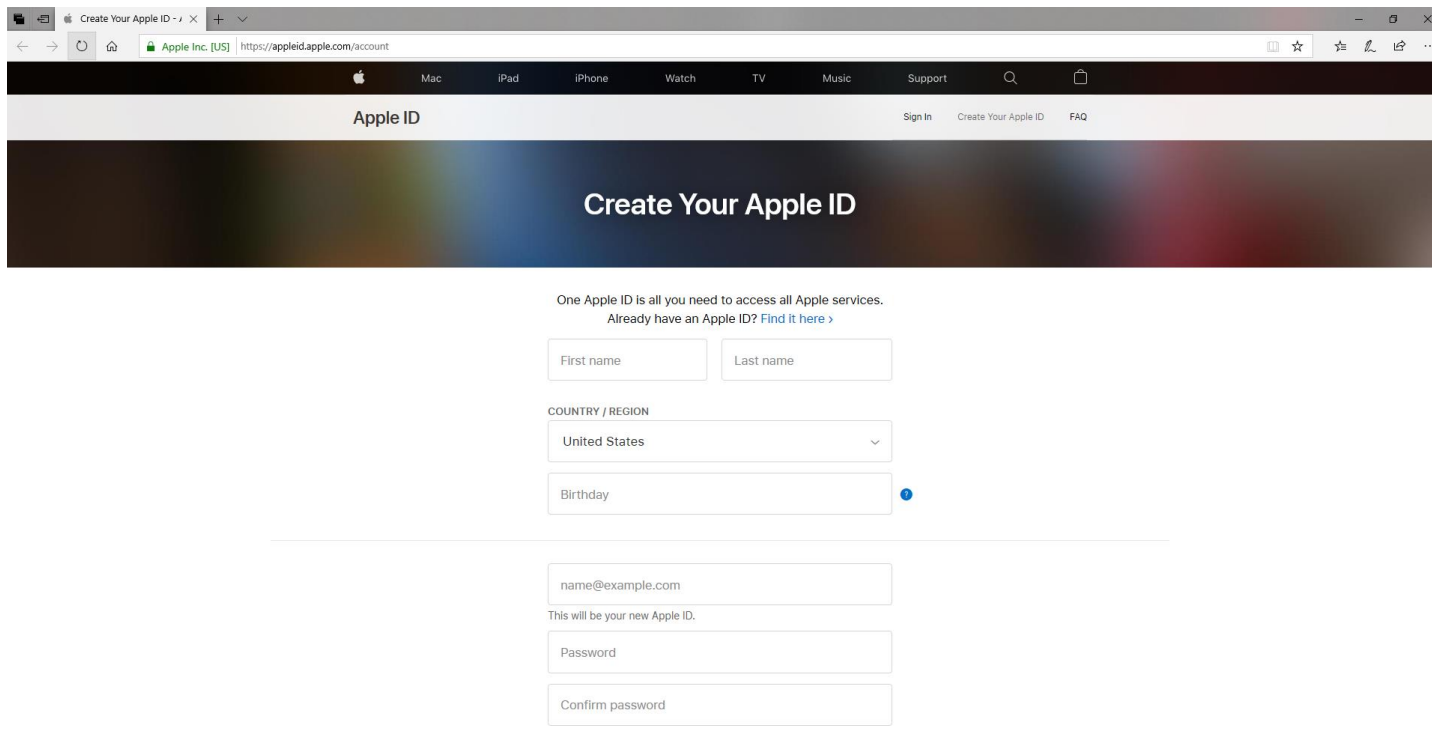 Create Your Apple ID - A
Apple Inc. [US] https://appleid.apple.com/account
Mac iPad iPhone Watch TV Music Support
Apple ID
Sign In Create Your Apple ID FAQ
Create Your Apple ID
One Apple ID is all you need to access all Apple services.
Already have an Apple ID? Find it here >
First name Last name
COUNTRY / REGION
United States
Birthday
?
name@example.com
This will be your new Apple ID.
Password
Confirm password